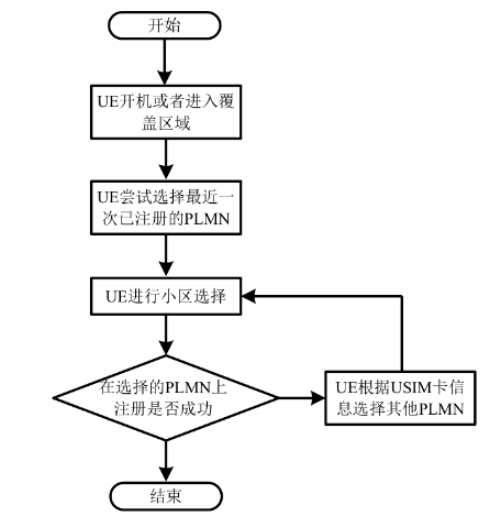 开始
UE开机或者进入覆
盖区域
UE尝试选择最近一
次已注册的PLMN
UE进行小区选择
在选择的PLMN上
注册是否成功
UE根据USIM卡信
息选择其他PLMN
结束